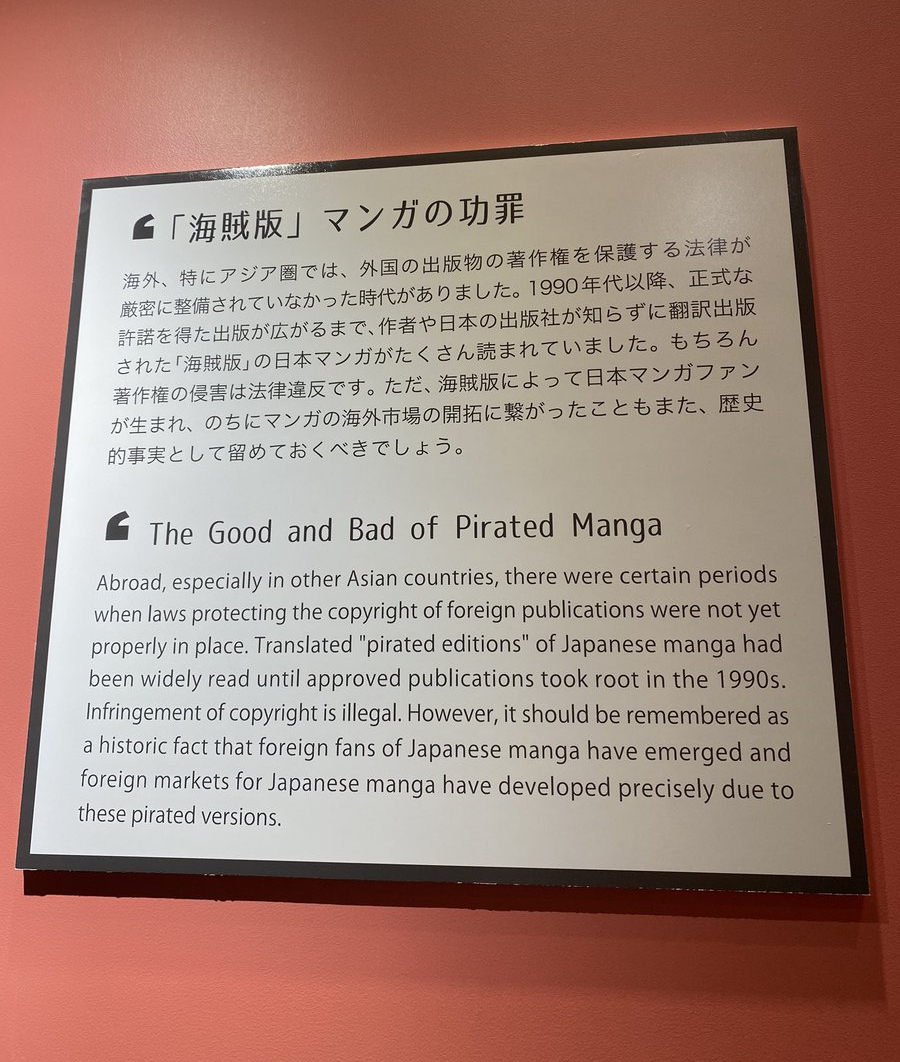 「海賊版」マンガの功罪
海外、特にアジア圏では、外国の出版物の著作権を保護する法律が
厳密に整備されていなかった時代がありました。1990年代以降、正式な
許諾を得た出版が広がるまで、作者や日本の出版社が知らずに翻訳出版
された「海賊版」の日本マンガがたくさん読まれていました。もちろん
著作権の侵害は法律違反です。ただ、海賊版によって日本マンガファン
が生まれ、のちにマンガの海外市場の開拓に繋がったこともまた、歴史
的事実として留めておくべきでしょう。
The Good and Bad of Pirated Manga
Abroad, especially in other Asian countries, there were certain periods
when laws protecting the copyright of foreign publications were not yet
properly in place. Translated "pirated editions" of Japanese manga had
been widely read until approved publications took root in the 1990s.
Infringement of copyright is illegal. However, it should be remembered as
a historic fact that foreign fans of Japanese manga have emerged and
foreign markets for Japanese manga have developed precisely due to
these pirated versions.